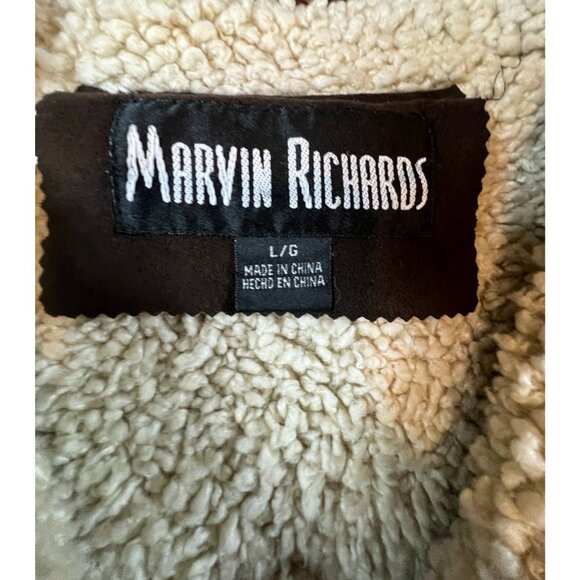 MARVIN RICHARDS
L/G
MADE IN CHINA
HECHO EN CHINA